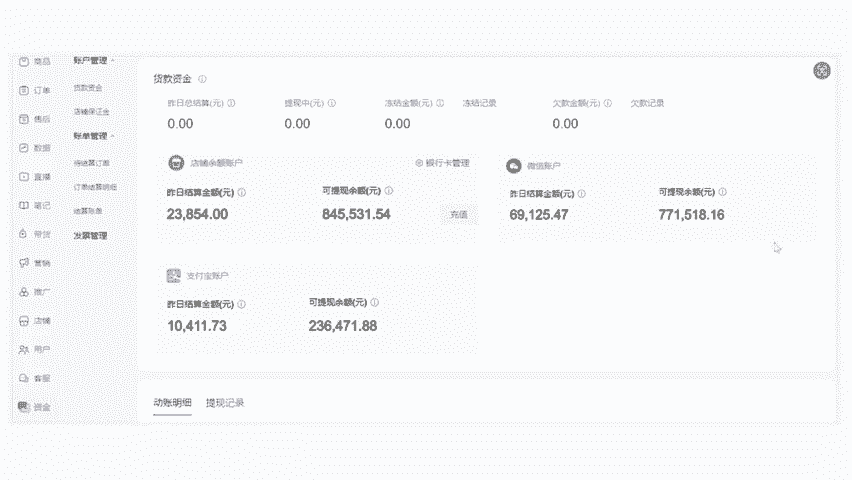 商品
订单
售后
数据
直播
笔记
带货
营销
推广
店铺
用户
客服
资金
账户管理
货款资金
店铺保证金
账单管理
待结算订单
订单结算明细
结算账单
发票管理
货款资金
昨日总结算(元) 提现中(元) 冻结金额(元) 冻结记录 欠款金额(元) 欠款记录
0.00 0.00 0.00 0.00
店铺余额账户 银行卡管理
昨日结算金额(元) 可提现余额(元)
23,854.00 845,531.54 充值
微信账户
昨日结算金额(元) 可提现余额(元)
69,125.47 771,518.16
支付宝账户
昨日结算金额(元) 可提现余额(元)
10,411.73 236,471.88
动账明细 提现记录